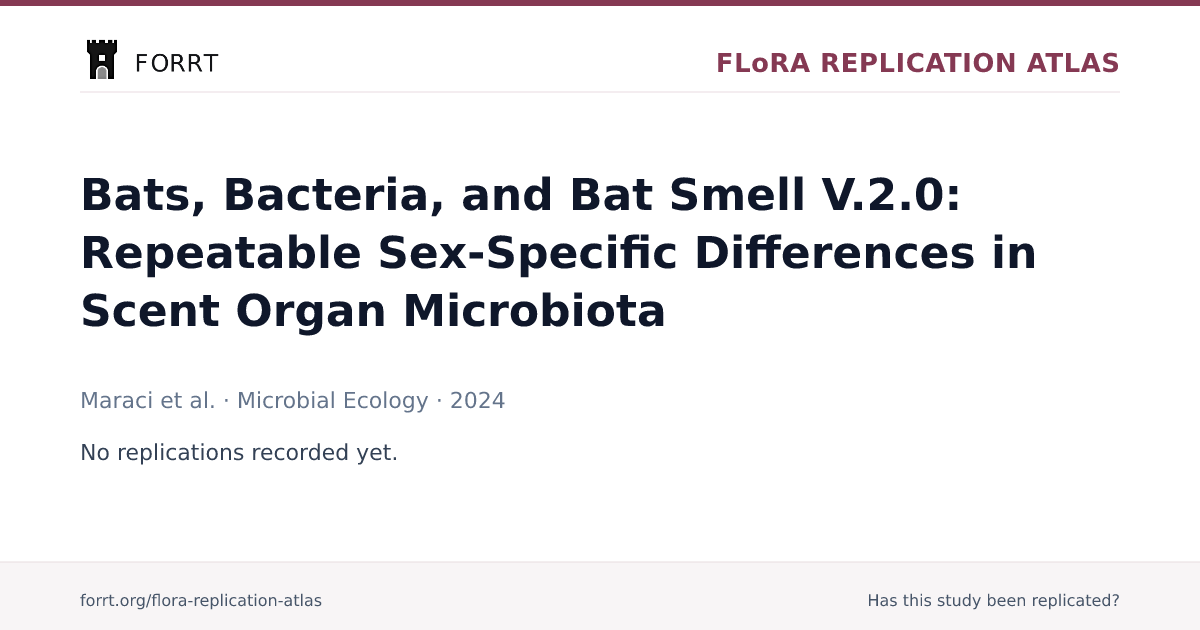 FORRT
FLoRA REPLICATION ATLAS
Bats, Bacteria, and Bat Smell V.2.0:
Repeatable Sex-Specific Differences in
Scent Organ Microbiota
Maraci et al. · Microbial Ecology · 2024
No replications recorded yet.
forrt.org/flora-replication-atlas
Has this study been replicated?